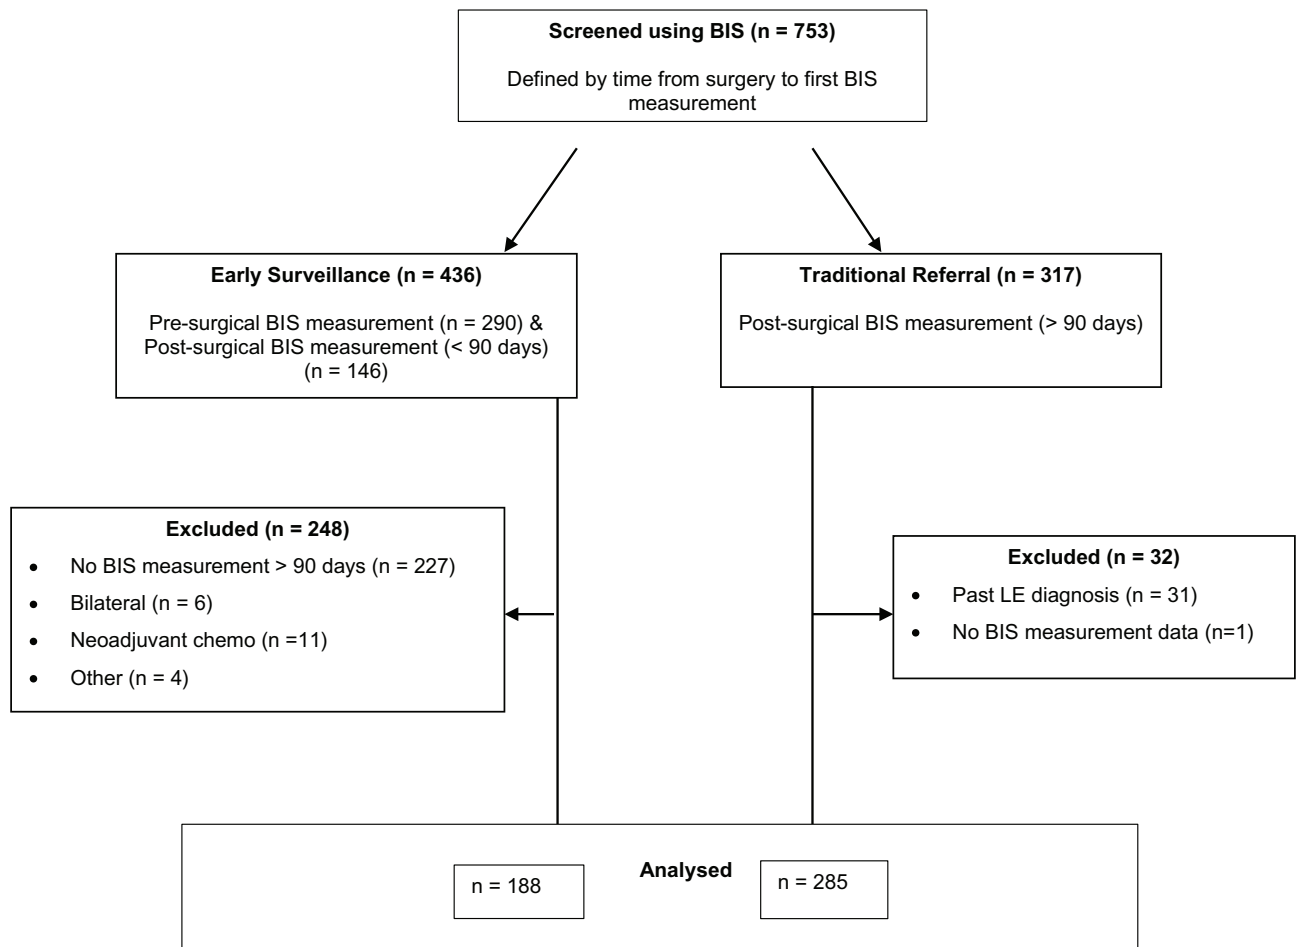 Screened using BIS (n = 753)
Defined by time from surgery to first BIS
measurement
Early Surveillance (n = 436)
Pre-surgical BIS measurement (n = 290) &
Post-surgical BIS measurement (< 90 days)
(n = 146)
Traditional Referral (n = 317)
Post-surgical BIS measurement (> 90 days)
Excluded (n = 248)
• No BIS measurement > 90 days (n = 227)
• Bilateral (n = 6)
• Neoadjuvant chemo (n =11)
• Other (n = 4)
Excluded (n = 32)
• Past LE diagnosis (n = 31)
• No BIS measurement data (n=1)
Analysed
n = 188
n = 285